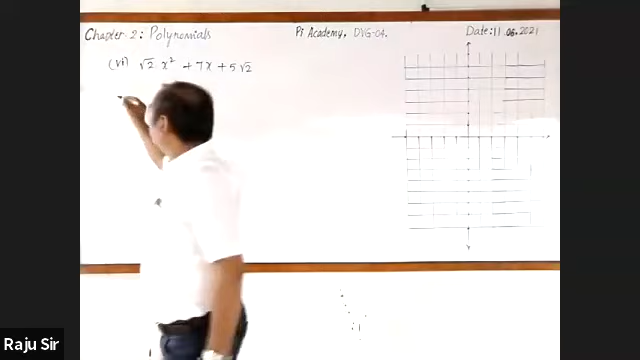 Chapter-2: Polynomials
Pi Academy, DVG-04.
Date:11.06.2021
(vi) √2 x² + 7x + 5√2
Raju Sir